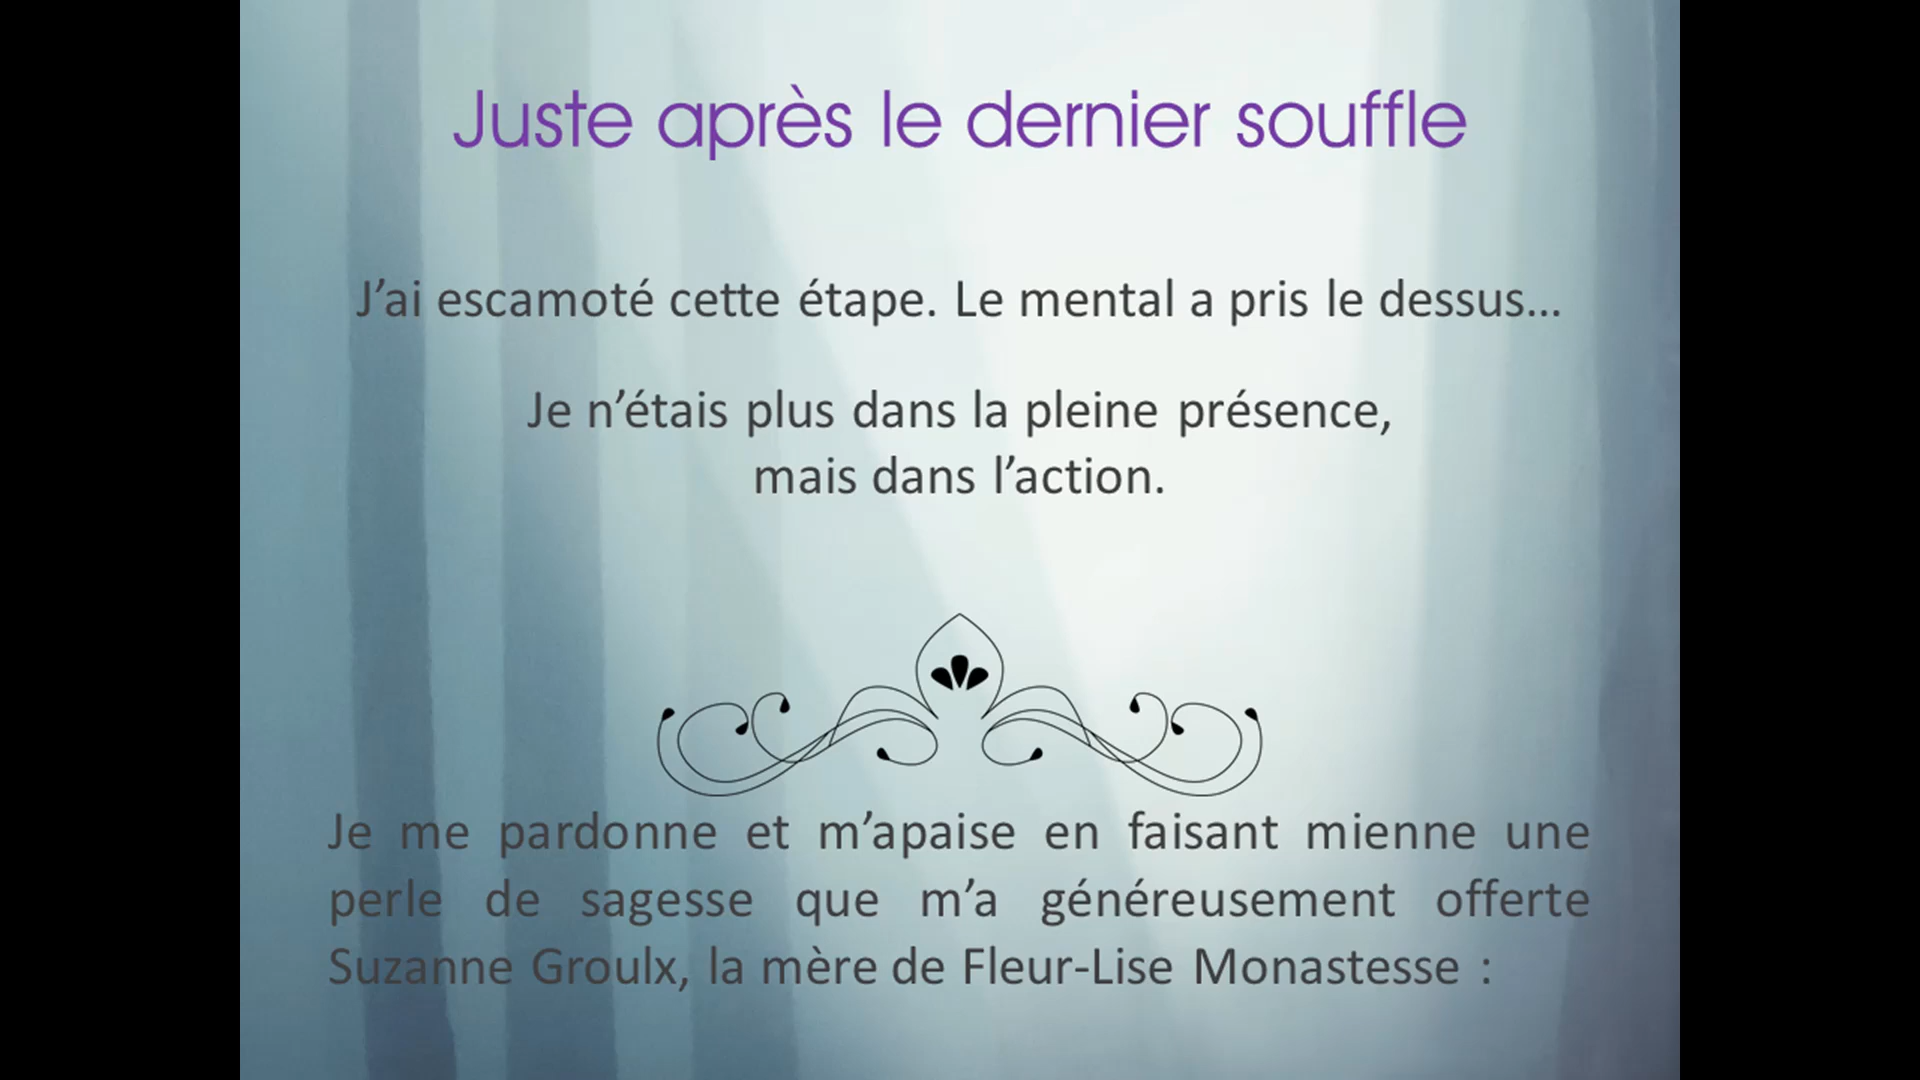 Juste après le dernier souffle
J’ai escamoté cette étape. Le mental a pris le dessus…
Je n’étais plus dans la pleine présence,
mais dans l’action.
Je me pardonne et m’apaise en faisant mienne une
perle de sagesse que m’a généreusement offerte
Suzanne Groulx, la mère de Fleur-Lise Monastesse :